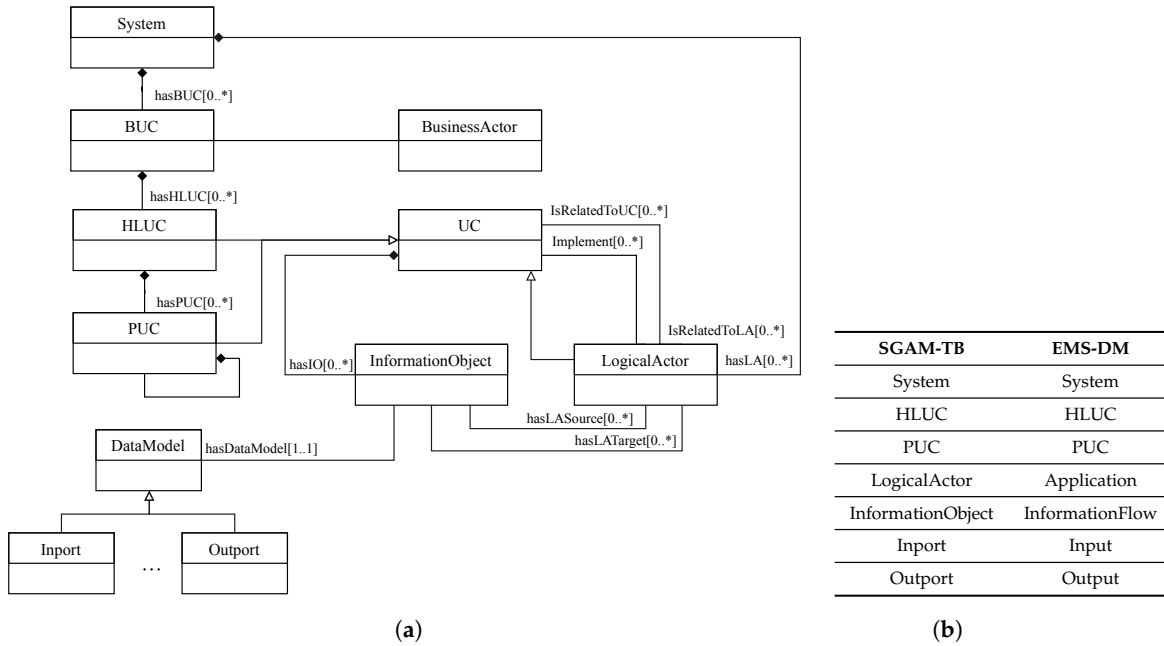 System
hasBUC[0..*]
BUC
BusinessActor
hasHLUC[0..*]
HLUC
UC
IsRelatedToUC[0..*]
Implement[0..*]
hasPUC[0..*]
PUC
IsRelatedToLA[0..*]
hasIO[0..*]
InformationObject
LogicalActor
hasLA[0..*]
hasLASource[0..*]
hasLATarget[0..*]
DataModel
hasDataModel[1..1]
Inport
...
Outport
(a)
SGAM-TB EMS-DM
System System
HLUC HLUC
PUC PUC
LogicalActor Application
InformationObject InformationFlow
Inport Input
Outport Output
(b)